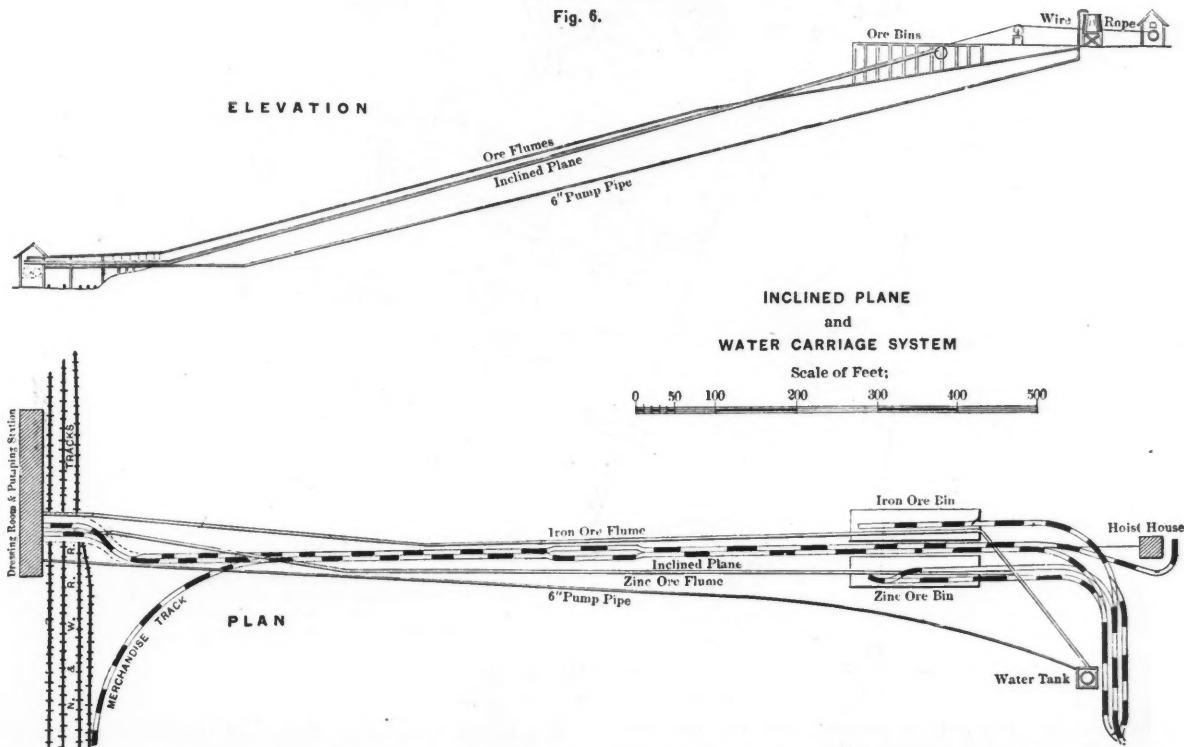 Fig. 6.
Wire Rope
Ore Bins
ELEVATION
Ore Flumes
Inclined Plane
6" Pump Pipe
INCLINED PLANE
and
WATER CARRIAGE SYSTEM
Scale of Feet;
0 50 100 200 300 400 500
Dressing Room & Pumping Station
TRACKS
N. & W. R. R.
MERCHANDISE TRACK
Iron Ore Bin
Iron Ore Flume
Hoist House
Inclined Plane
Zinc Ore Flume
Zinc Ore Bin
6" Pump Pipe
PLAN
Water Tank